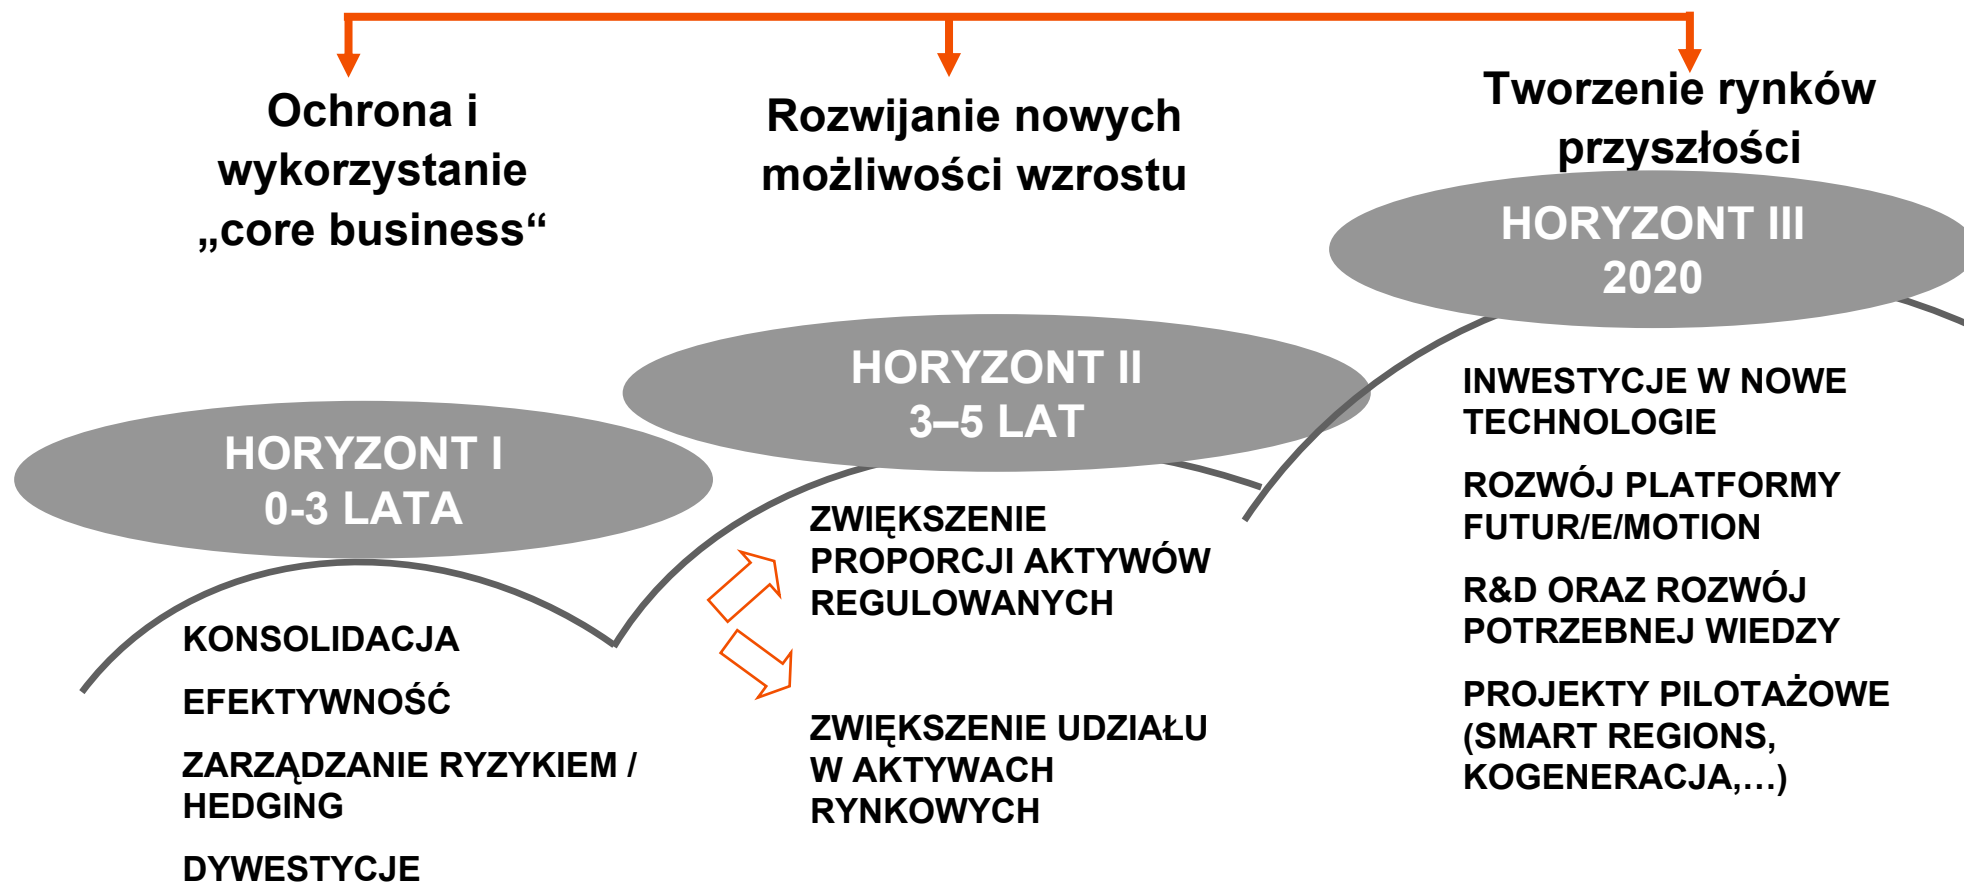 Ochrona i
wykorzystanie
„core business“
Rozwijanie nowych
możliwości wzrostu
Tworzenie rynków
przyszłości
HORYZONT I
0-3 LATA
KONSOLIDACJA
EFEKTYWNOŚĆ
ZARZĄDZANIE RYZYKIEM /
HEDGING
DYWESTYCJE
HORYZONT II
3–5 LAT
ZWIĘKSZENIE
PROPORCJI AKTYWÓW
REGULOWANYCH
ZWIĘKSZENIE UDZIAŁU
W AKTYWACH
RYNKOWYCH
HORYZONT III
2020
INWESTYCJE W NOWE
TECHNOLOGIE
ROZWÓJ PLATFORMY
FUTUR/E/MOTION
R&D ORAZ ROZWÓJ
POTRZEBNEJ WIEDZY
PROJEKTY PILOTAŻOWE
(SMART REGIONS,
KOGENERACJA,…)